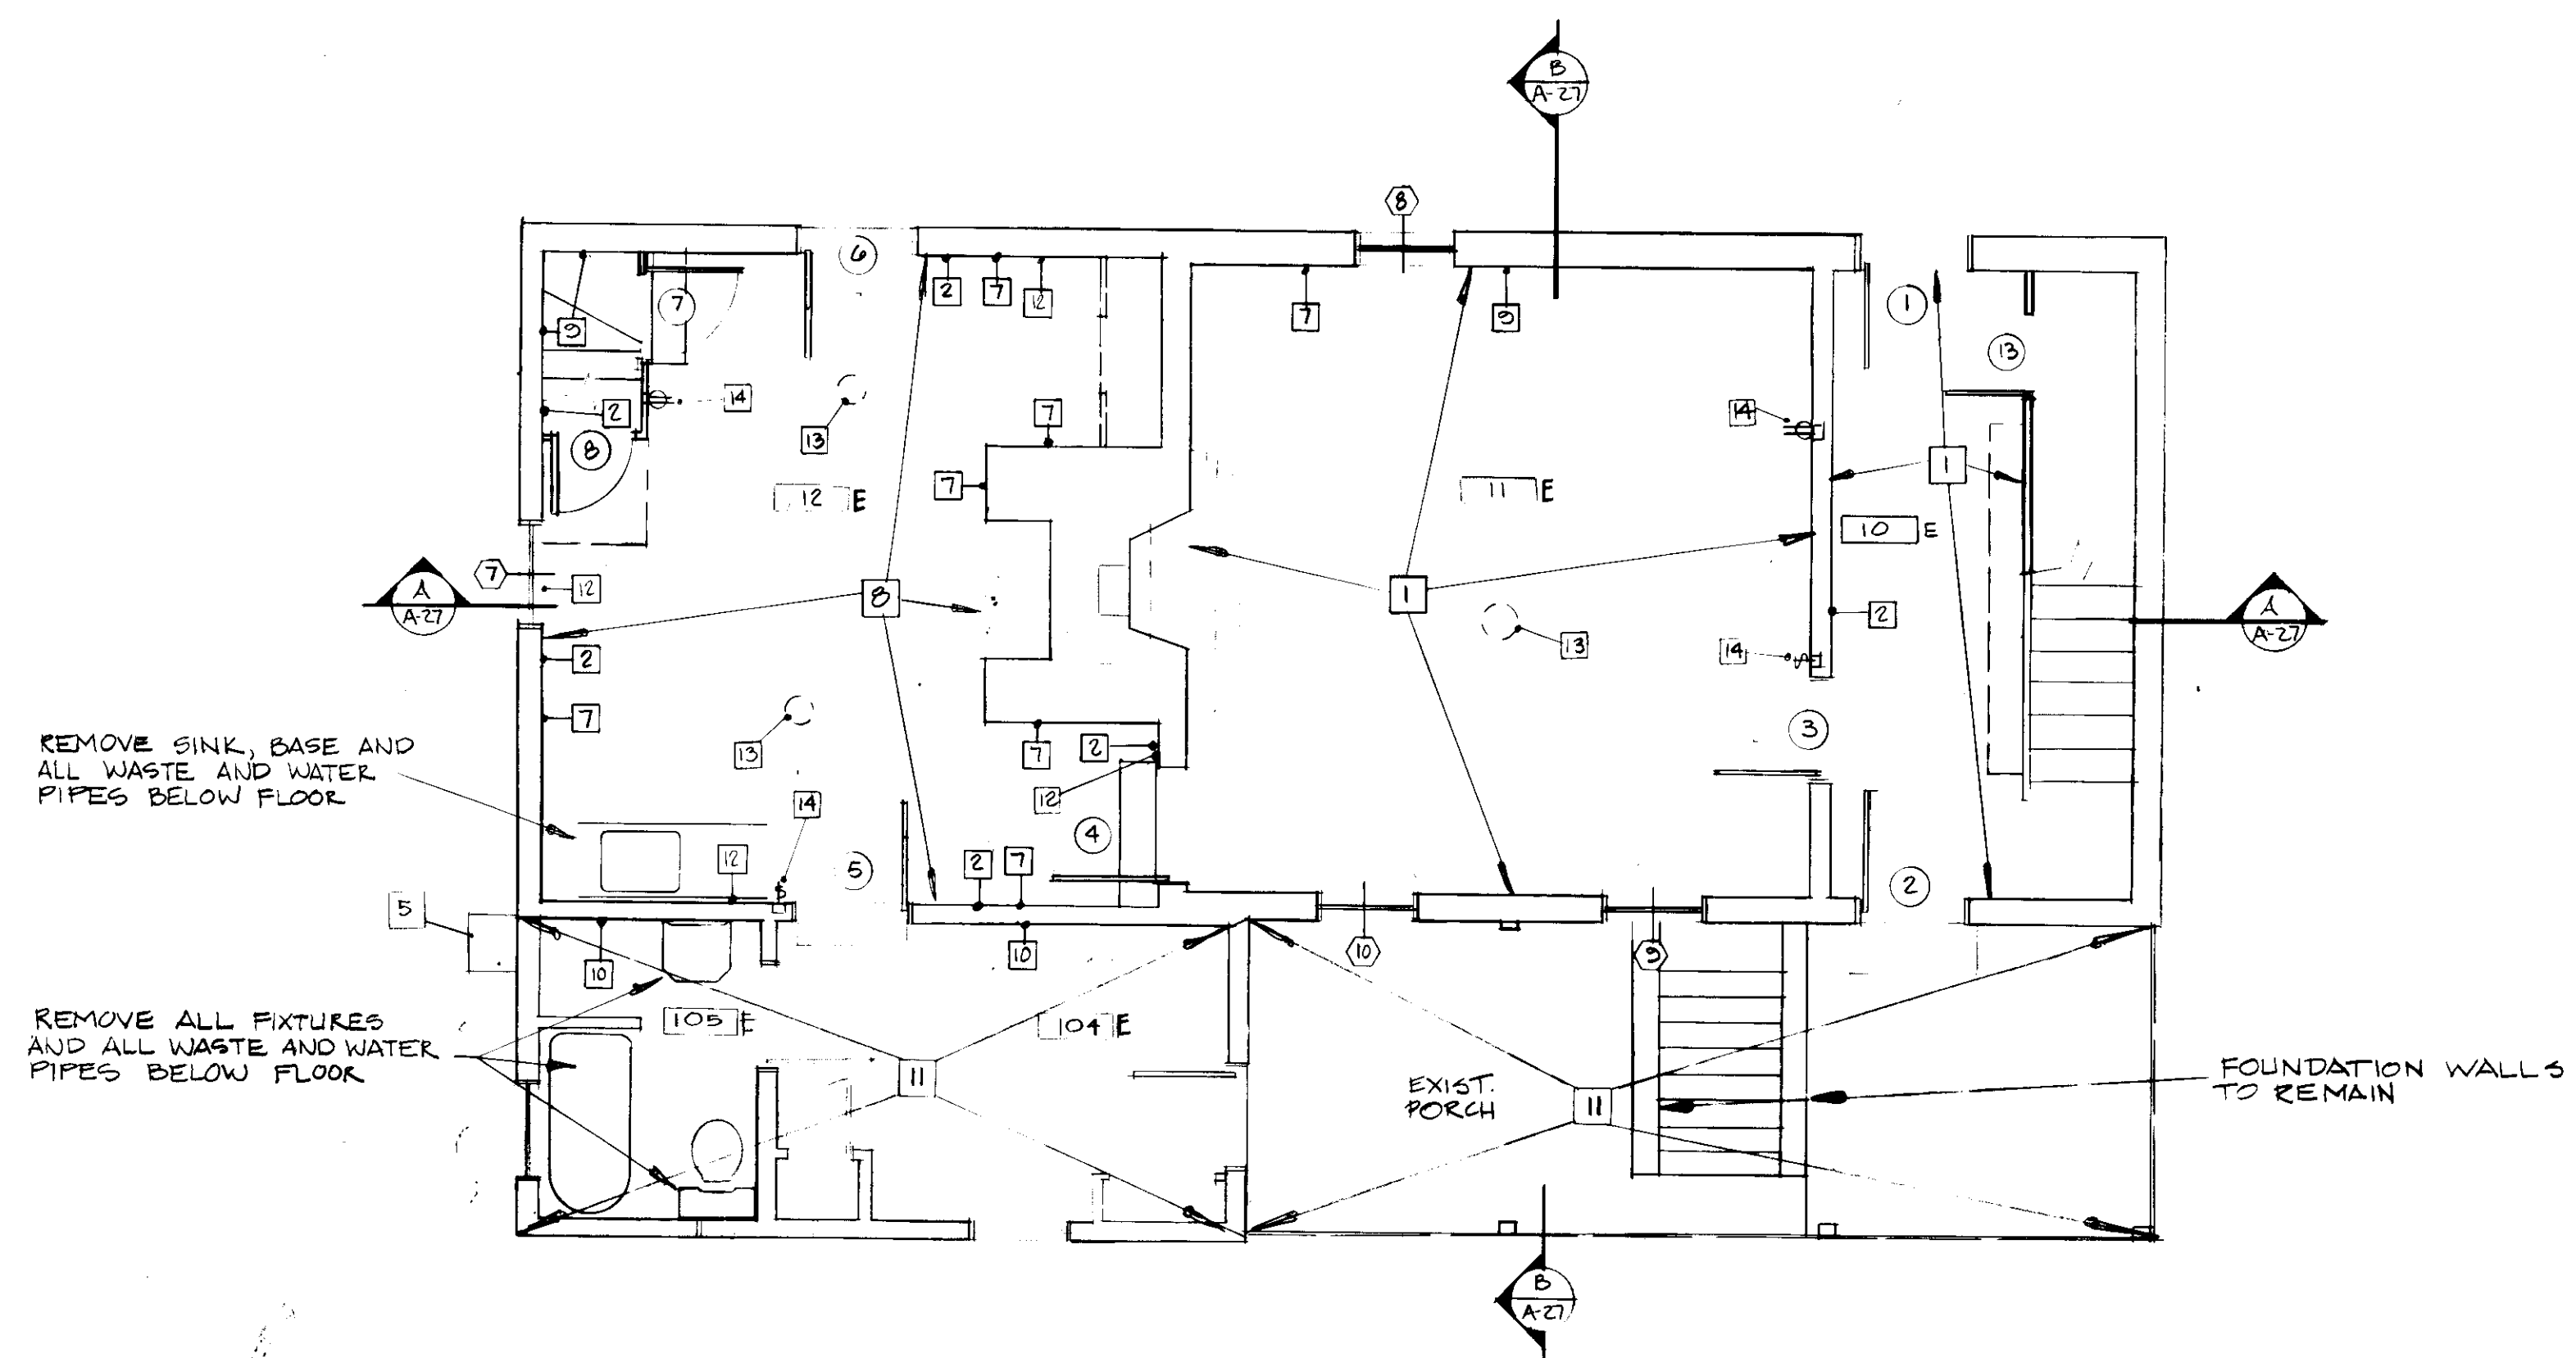 B
A-27
8
6
2
7
12
7
9
1
13
9
7
2
8
14
13
7
7
14
1
12 E
11 E
10 E
7
12
A
A-27
8
1
13
2
14
A
A-27
2
7
13
14
7
2
12
4
3
REMOVE SINK, BASE AND
ALL WASTE AND WATER
PIPES BELOW FLOOR
12
5
2
7
2
5
10
10
10
9
REMOVE ALL FIXTURES
AND ALL WASTE AND WATER
PIPES BELOW FLOOR
105 E
104 E
11
EXIST.
PORCH
11
FOUNDATION WALLS
TO REMAIN
B
A-27